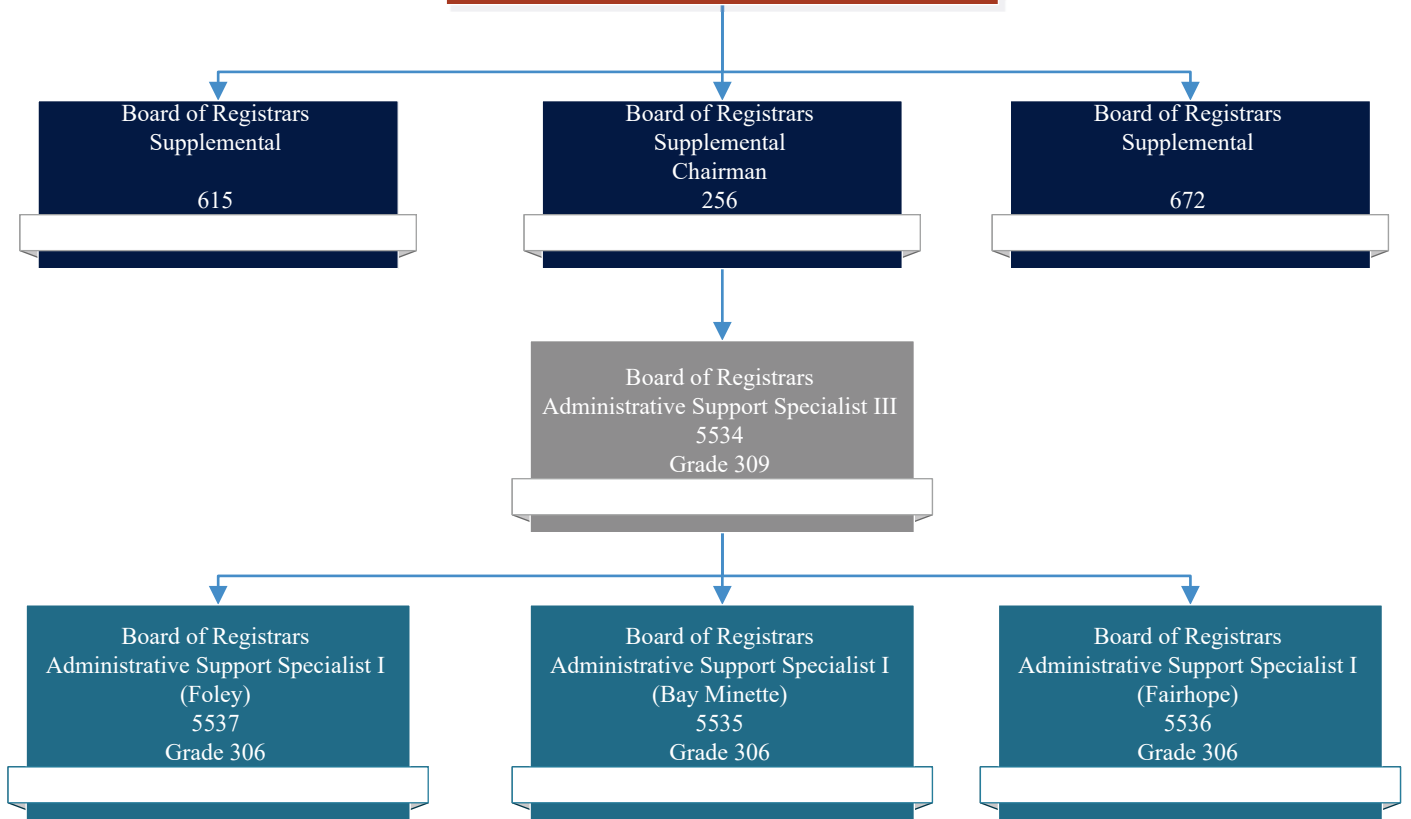 Board of Registrars
Supplemental
615
Board of Registrars
Supplemental
Chairman
256
Board of Registrars
Supplemental
672
Board of Registrars
Administrative Support Specialist III
5534
Grade 309
Board of Registrars
Administrative Support Specialist I
(Foley)
5537
Grade 306
Board of Registrars
Administrative Support Specialist I
(Bay Minette)
5535
Grade 306
Board of Registrars
Administrative Support Specialist I
(Fairhope)
5536
Grade 306